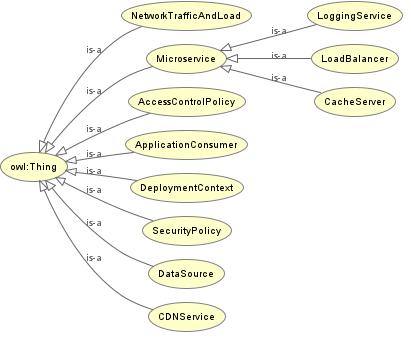 NetworkTrafficAndLoad
LoggingService
is-a
is-a
Microservice
is-a
LoadBalancer
is-a
is-a
AccessControlPolicy
CacheServer
is-a
ApplicationConsumer
is-a
owl:Thing
is-a
DeploymentContext
is-a
SecurityPolicy
is-a
DataSource
is-a
CDNService